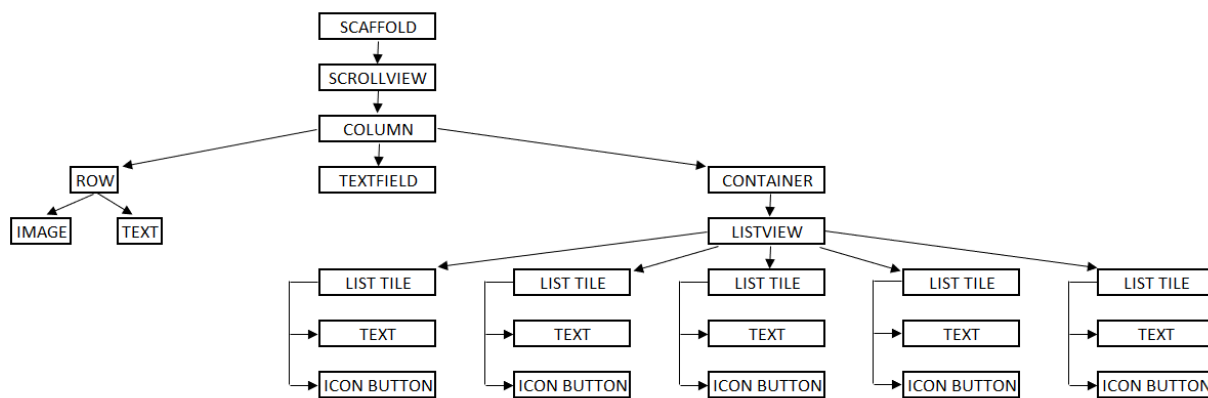 SCAFFOLD
SCROLLVIEW
COLUMN
ROW TEXTFIELD CONTAINER
IMAGE TEXT LISTVIEW
LIST TILE LIST TILE LIST TILE LIST TILE LIST TILE
TEXT TEXT TEXT TEXT TEXT
ICON BUTTON ICON BUTTON ICON BUTTON ICON BUTTON ICON BUTTON